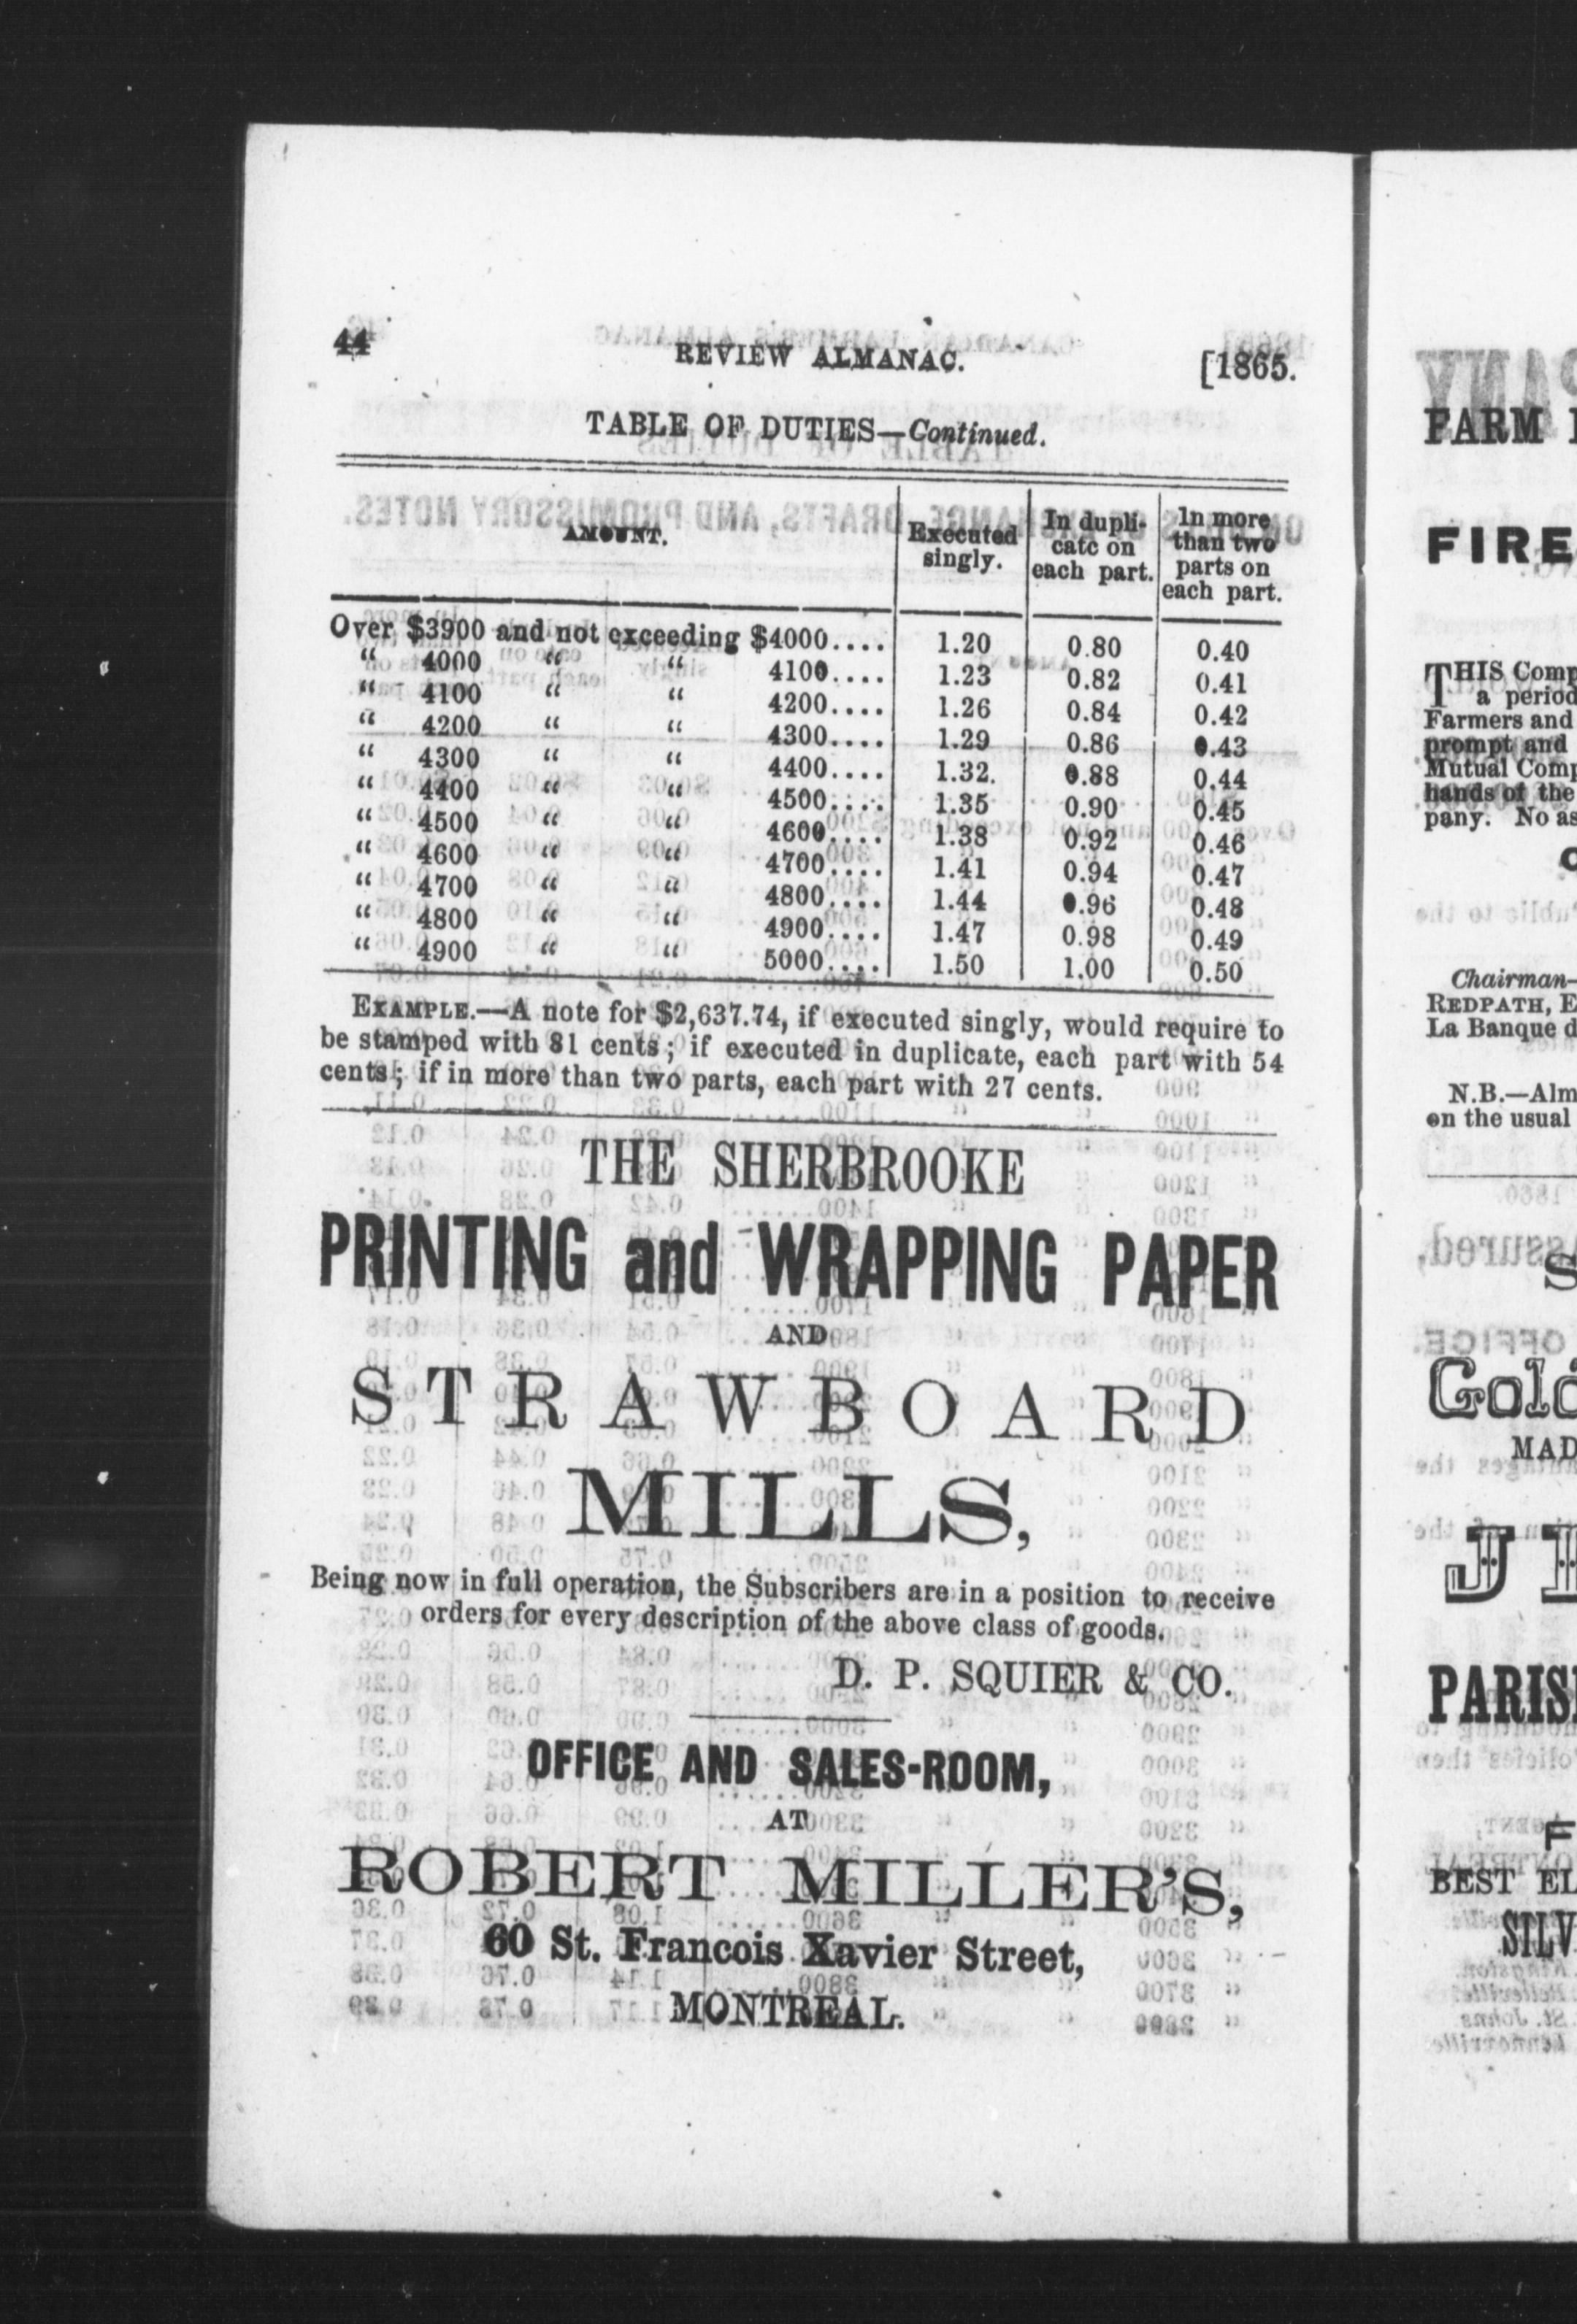 44
REVIEW ALMANAC.
[1865.
TABLE OF DUTIES—Continued.
AMOUNT.
Executed singly.
In dupli-catc on each part.
In more than two parts on each part.
Over $3900 and not exceeding $4000.... 1.20 0.80 0.40
“ 4000 “ “ 4100.... 1.23 0.82 0.41
“ 4100 “ “ 4200.... 1.26 0.84 0.42
“ 4200 “ “ 4300.... 1.29 0.86 0.43
“ 4300 “ “ 4400.... 1.32. 0.88 0.44
“ 4400 “ “ 4500.... 1.35 0.90 0.45
“ 4500 “ “ 4600.... 1.38 0.92 0.46
“ 4600 “ “ 4700.... 1.41 0.94 0.47
“ 4700 “ “ 4800.... 1.44 0.96 0.48
“ 4800 “ “ 4900.... 1.47 0.98 0.49
“ 4900 “ “ 5000.... 1.50 1.00 0.50
EXAMPLE.—A note for $2,637.74, if executed singly, would require to
be stamped with 81 cents; if executed in duplicate, each part with 54
cents; if in more than two parts, each part with 27 cents.
THE SHERBROOKE
PRINTING and WRAPPING PAPER
AND
STRAWBOARD
MILLS,
Being now in full operation, the Subscribers are in a position to receive
orders for every description of the above class of goods.
D. P. SQUIER & CO.
OFFICE AND SALES-ROOM,
AT
ROBERT MILLER'S,
60 St. Francois Xavier Street,
MONTREAL.
FARM
FIRE
THIS Comp
a period
Farmers and
prompt and
Mutual Comp
hands of the
pany. No as
Chairman—
REDPATH, E
La Banque d
N.B.—Alm
on the usual
Gold
MAD
PARIS
BEST EL
SILV